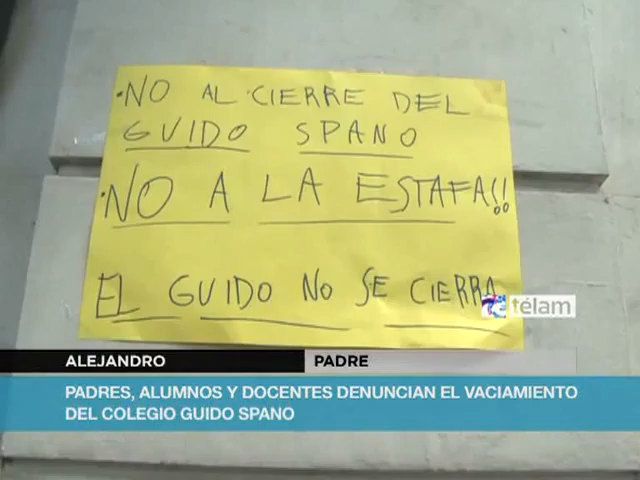 ·NO AL CIERRE DEL
GUIDO SPANO
·NO A LA ESTAFA!!
EL GUIDO NO SE CIERRA
télam
ALEJANDRO PADRE
PADRES, ALUMNOS Y DOCENTES DENUNCIAN EL VACIAMIENTO
DEL COLEGIO GUIDO SPANO